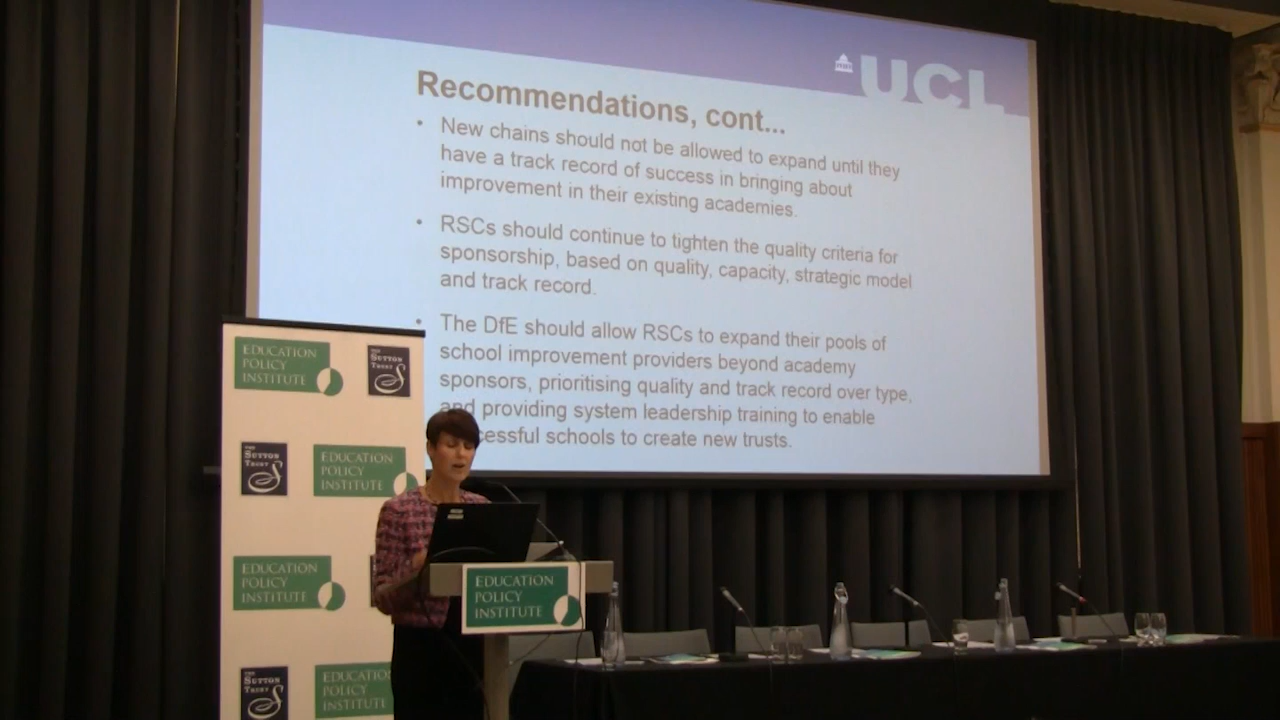 UCL
Recommendations, cont...
• New chains should not be allowed to expand until they
have a track record of success in bringing about
improvement in their existing academies.
• RSCs should continue to tighten the quality criteria for
sponsorship, based on quality, capacity, strategic model
and track record.
• The DfE should allow RSCs to expand their pools of
school improvement providers beyond academy
sponsors, prioritising quality and track record over type,
and providing system leadership training to enable
cessful schools to create new trusts.
EDUCATION
POLICY
INSTITUTE
THE
SUTTON
TRUST
THE
SUTTON
TRUST
EDUCATION
POLICY
INSTITUTE
EDUCATION
POLICY
INSTITUTE
EDUCATION
POLICY
INSTITUTE
THE
SUTTON
TRUST
EDUCATIO
POLICY
INSTITUTE